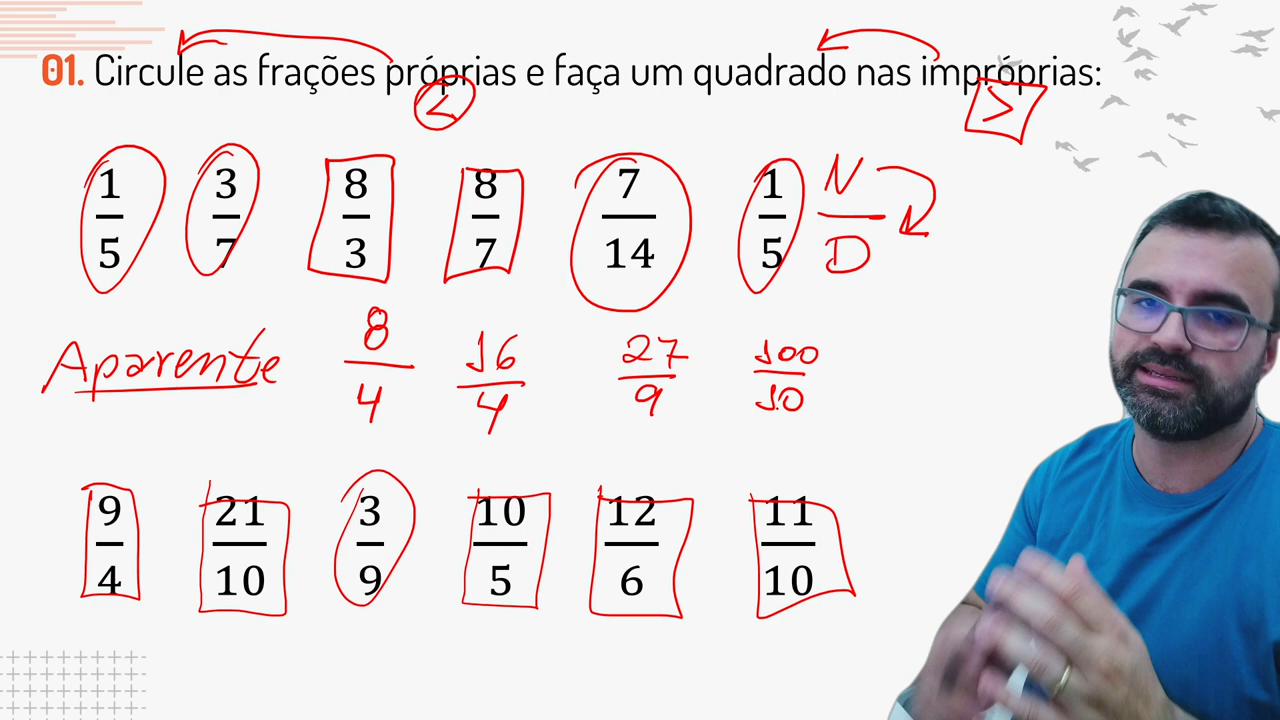 01. Circule as frações próprias e faça um quadrado nas impróprias:
< >
1/5 3/7 8/3 8/7 7/14 1/5 N/D
Aparente 8/4 16/4 27/9 100/10
9/4 21/10 3/9 10/5 12/6 11/10